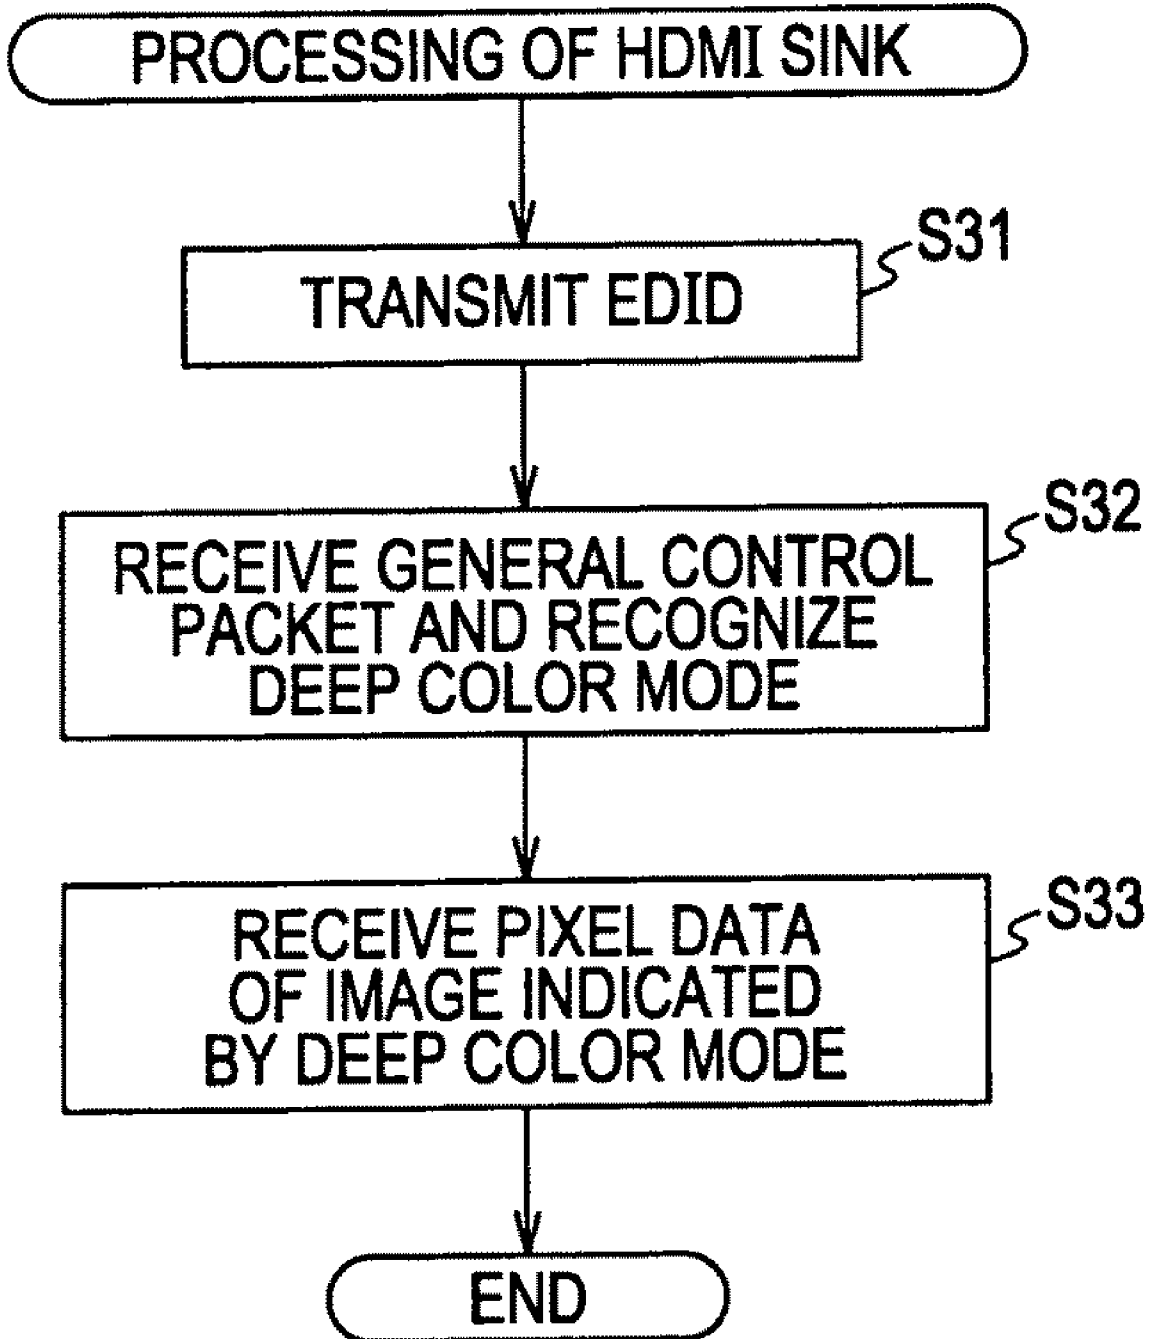 PROCESSING OF HDMI SINK
S31
TRANSMIT EDID
S32
RECEIVE GENERAL CONTROL
PACKET AND RECOGNIZE
DEEP COLOR MODE
S33
RECEIVE PIXEL DATA
OF IMAGE INDICATED
BY DEEP COLOR MODE
END